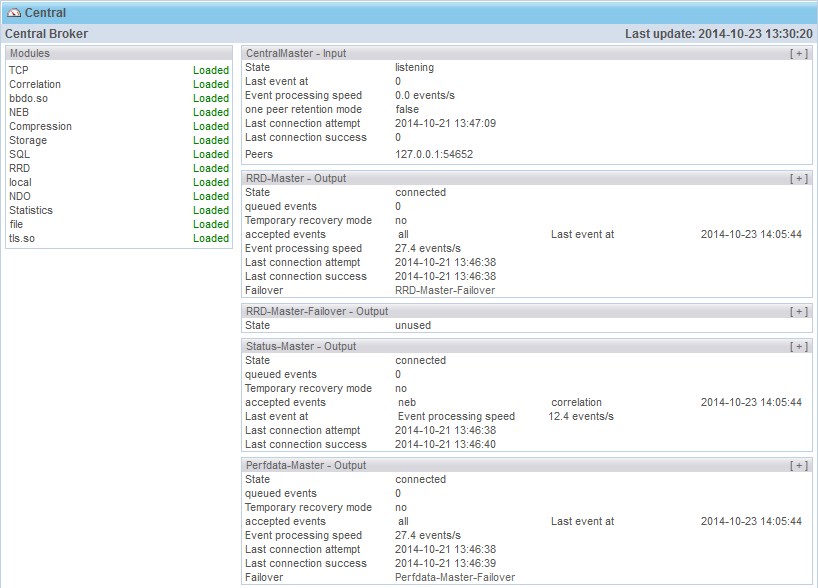 Central
Central Broker Last update: 2014-10-23 13:30:20
Modules
TCP Loaded
Correlation Loaded
bbdo.so Loaded
NEB Loaded
Compression Loaded
Storage Loaded
SQL Loaded
RRD Loaded
local Loaded
NDO Loaded
Statistics Loaded
file Loaded
tls.so Loaded
CentralMaster - Input [ + ]
State listening
Last event at 0
Event processing speed 0.0 events/s
one peer retention mode false
Last connection attempt 2014-10-21 13:47:09
Last connection success 0
Peers 127.0.0.1:54652
RRD-Master - Output [ + ]
State connected
queued events 0
Temporary recovery mode no
accepted events all Last event at 2014-10-23 14:05:44
Event processing speed 27.4 events/s
Last connection attempt 2014-10-21 13:46:38
Last connection success 2014-10-21 13:46:38
Failover RRD-Master-Failover
RRD-Master-Failover - Output [ + ]
State unused
Status-Master - Output [ + ]
State connected
queued events 0
Temporary recovery mode no
accepted events neb correlation 2014-10-23 14:05:44
Last event at Event processing speed 12.4 events/s
Last connection attempt 2014-10-21 13:46:38
Last connection success 2014-10-21 13:46:40
Perfdata-Master - Output [ + ]
State connected
queued events 0
Temporary recovery mode no
accepted events all Last event at 2014-10-23 14:05:44
Event processing speed 27.4 events/s
Last connection attempt 2014-10-21 13:46:38
Last connection success 2014-10-21 13:46:39
Failover Perfdata-Master-Failover